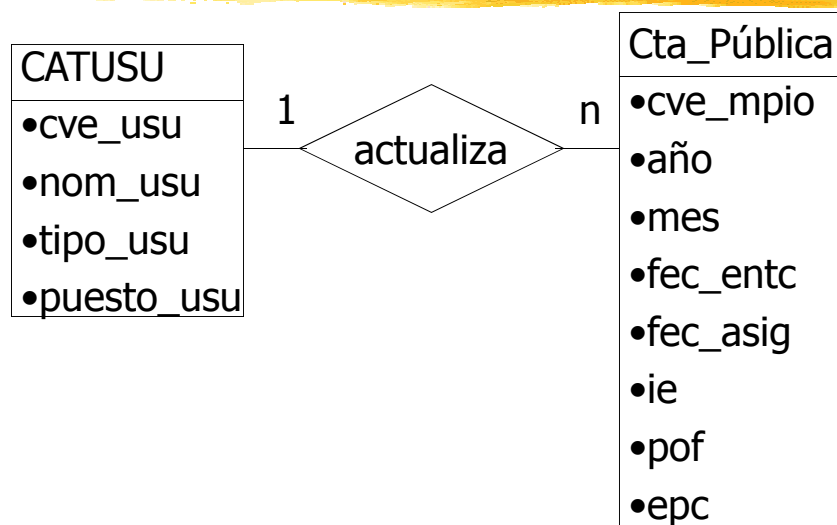 CATUSU
•cve_usu
•nom_usu
•tipo_usu
•puesto_usu
1
actualiza
n
Cta_Pública
•cve_mpio
•año
•mes
•fec_entc
•fec_asig
•ie
•pof
•epc